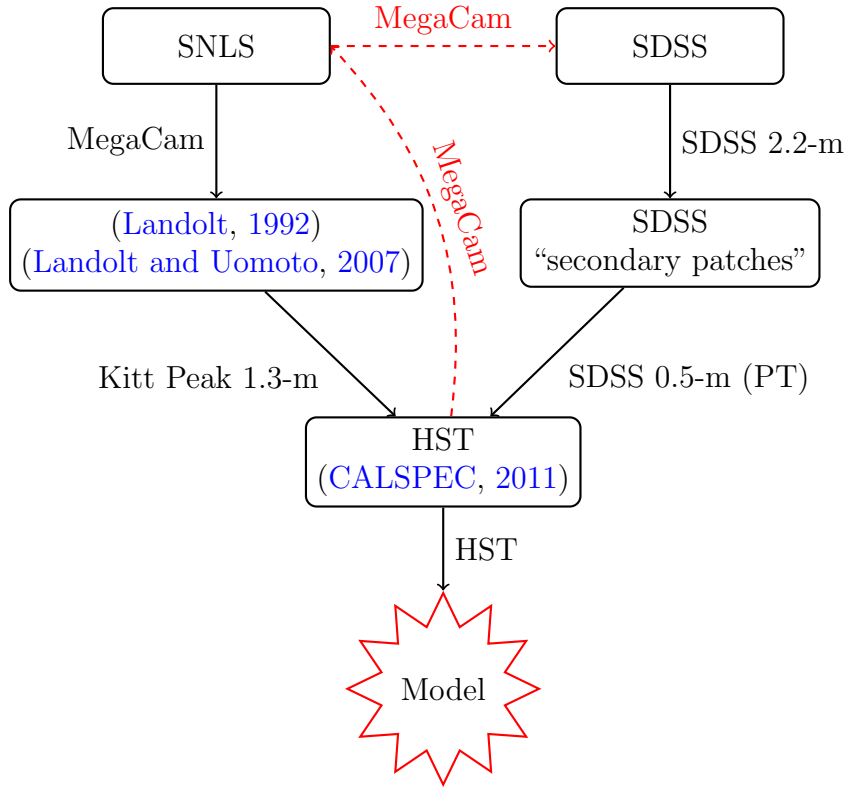 MegaCam
SNLS
SDSS
MegaCam
SDSS 2.2-m
MegaCam
(Landolt, 1992)
(Landolt and Uomoto, 2007)
SDSS
“secondary patches”
Kitt Peak 1.3-m
SDSS 0.5-m (PT)
HST
(CALSPEC, 2011)
HST
Model